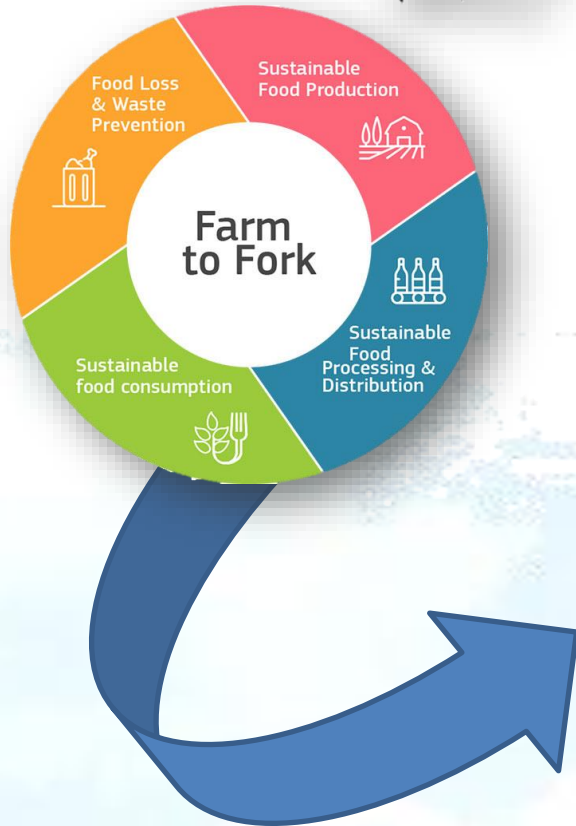 Food Loss
& Waste
Prevention
Sustainable
Food Production
Farm
to Fork
Sustainable
Food
Processing &
Distribution
Sustainable
food consumption